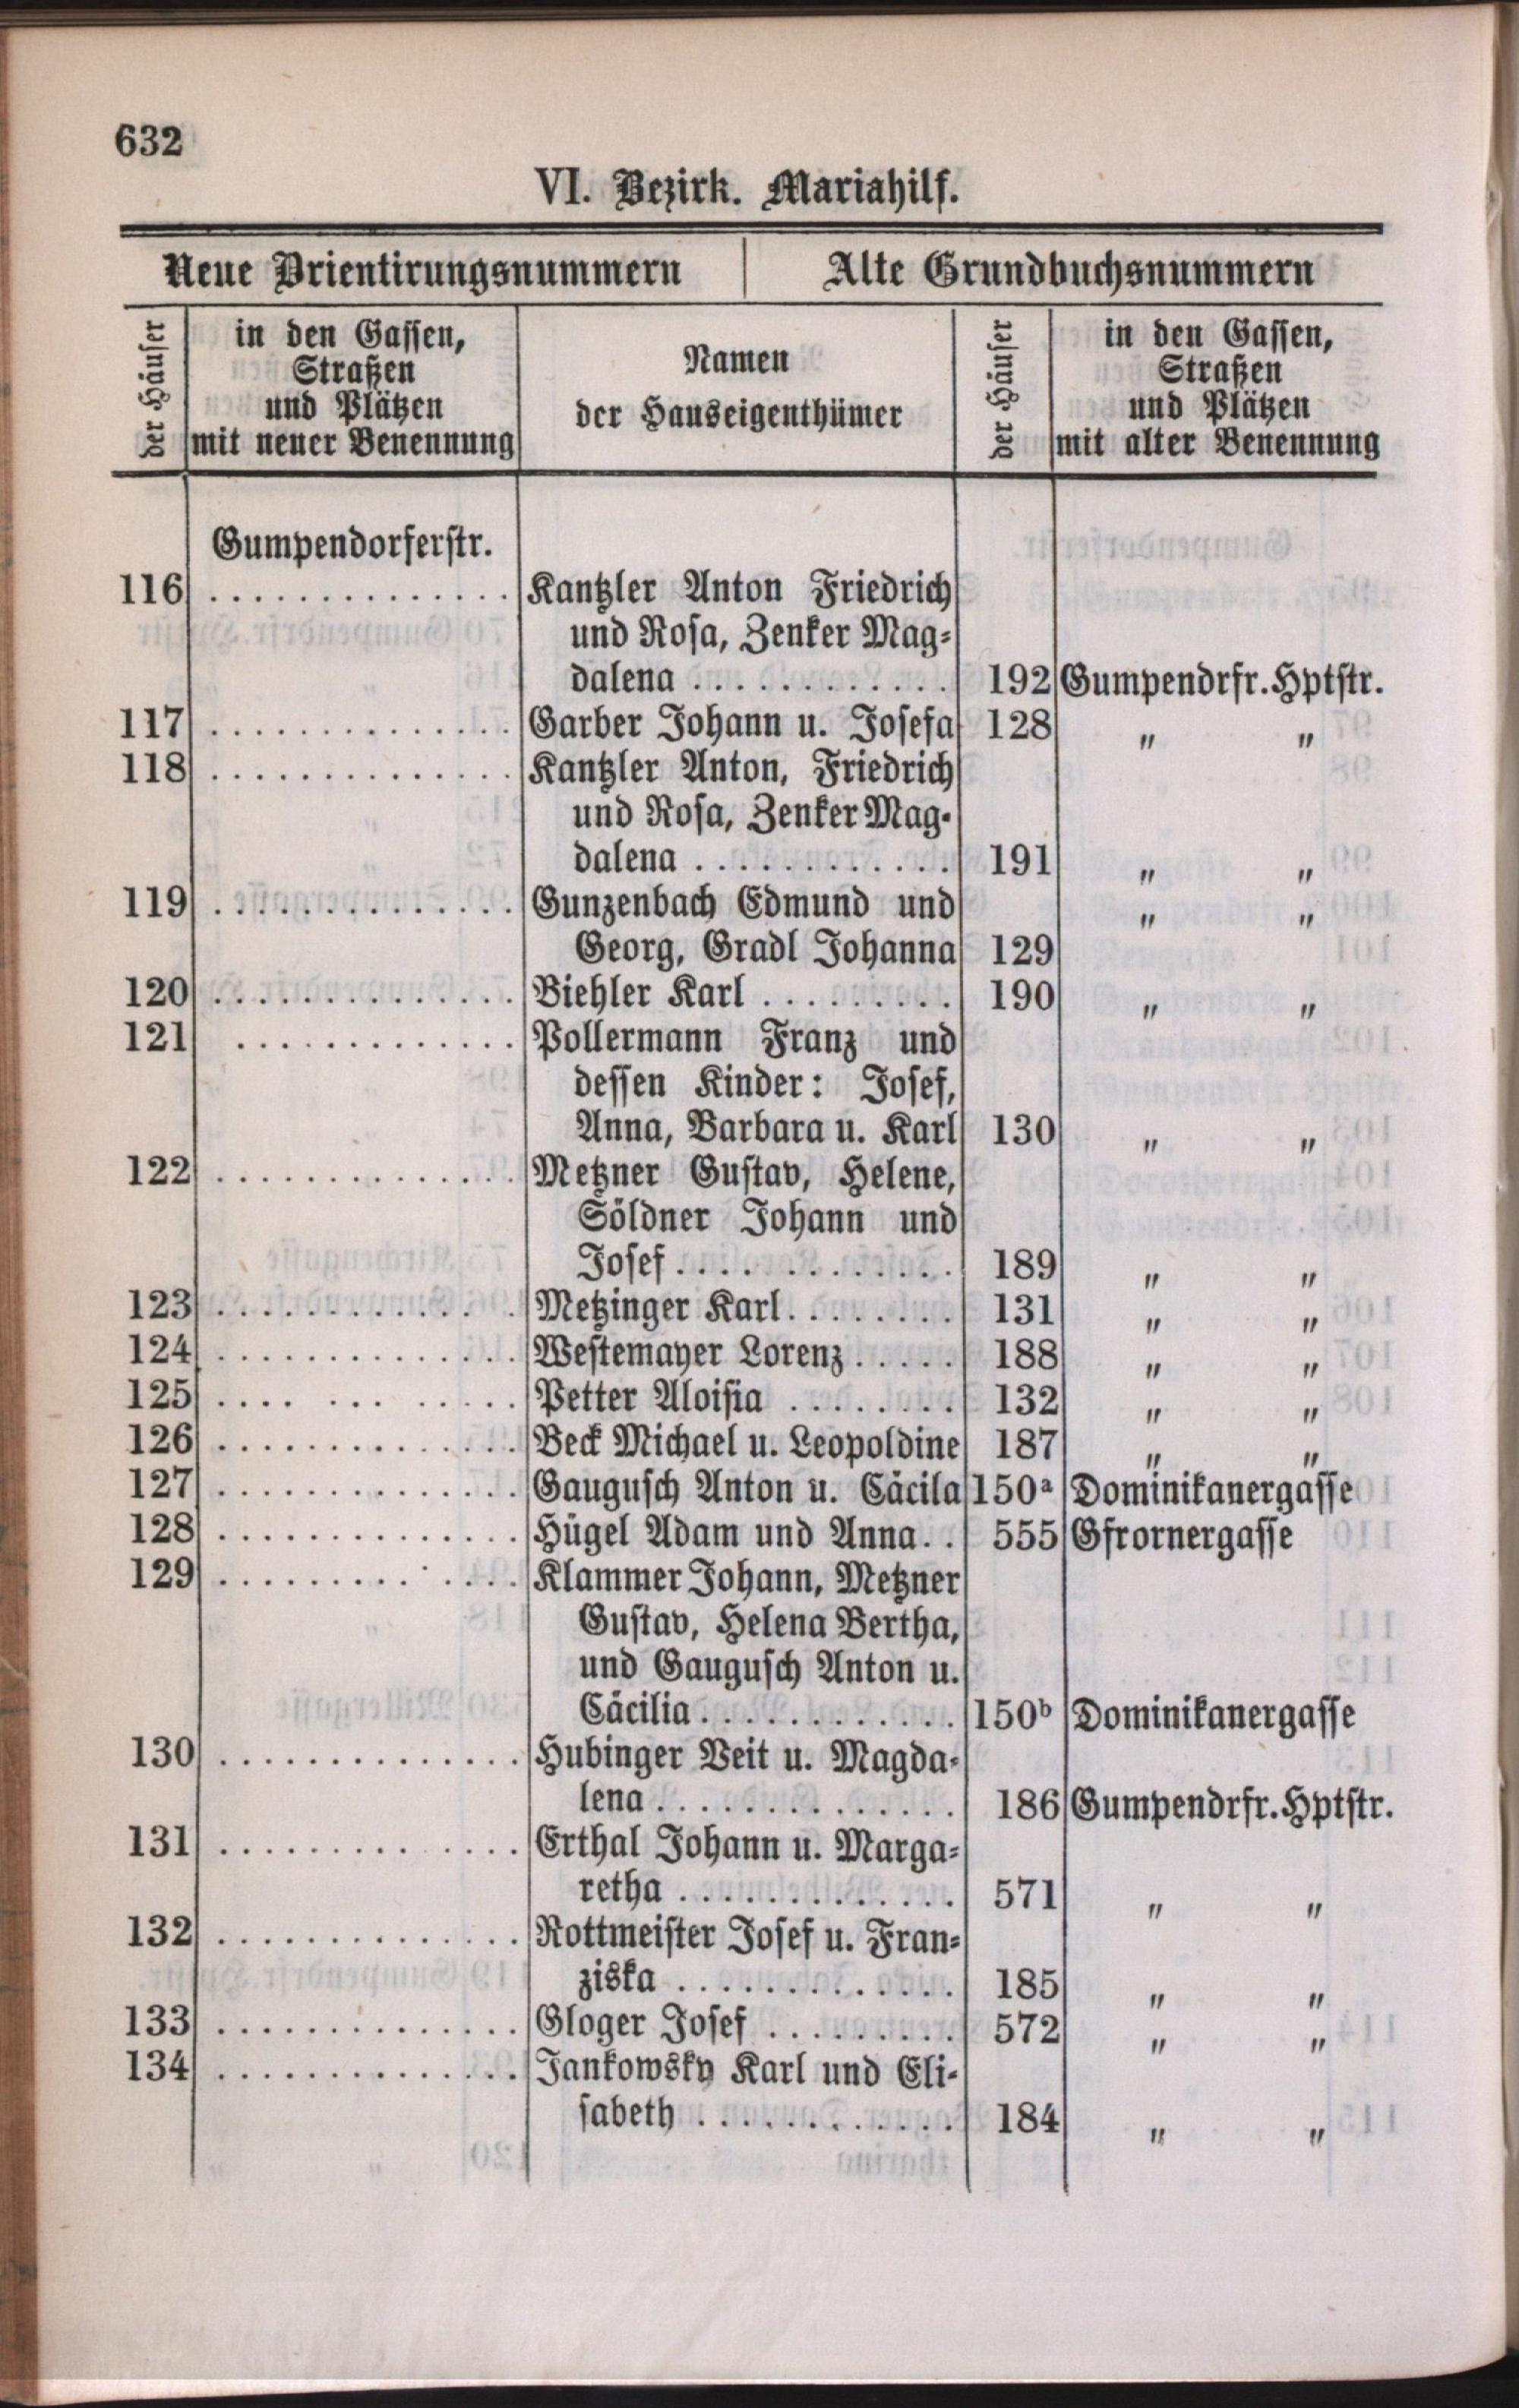 632
VI. Bezirk. Mariahilf.
Neue Orientirungsnummern Alte Grundbuchsnummern
der Häuser
in den Gassen,
Straßen
und Plätzen
mit neuer Benennung
Namen
der Hauseigenthümer
der Häuser
in den Gassen,
Straßen
und Plätzen
mit alter Benennung
Gumpendorferstr.
116 . . . . . . . . . . . . . . Kantzler Anton Friedrich
und Rosa, Zenker Mag-
dalena . . . . . . . . . . . . 192 Gumpendrfr. Hptstr.
117 . . . . . . . . . . . . . . Garber Johann u. Josefa 128 " "
118 . . . . . . . . . . . . . . Kantzler Anton, Friedrich
und Rosa, Zenker Mag-
dalena . . . . . . . . . . . . 191 " "
119 . . . . . . . . . . . . . . Gunzenbach Edmund und " "
Georg, Gradl Johanna 129
120 . . . . . . . . . . . . . . Biehler Karl . . . . . . . . . 190 " "
121 . . . . . . . . . . . . . Pollermann Franz und
dessen Kinder: Josef,
Anna, Barbara u. Karl 130 " "
122 . . . . . . . . . . . . . . Metzner Gustav, Helene,
Söldner Johann und
Josef . . . . . . . . . . . . . 189 " "
123 . . . . . . . . . . . . . . Metzinger Karl . . . . . . . . 131 " "
124 . . . . . . . . . . . . . . Westemayer Lorenz . . . . . 188 " "
125 . . . . . . . . . . . . Petter Aloisia . . . . . . . . 132 " "
126 . . . . . . . . . . . . . . Beck Michael u. Leopoldine 187 " "
127 . . . . . . . . . . . . . . Gaugusch Anton u. Cäcila 150a Dominikanergasse
128 . . . . . . . . . . . . . . Hügel Adam und Anna . . 555 Gfrornergasse
129 . . . . . . . . . . . . . . Klammer Johann, Metzner
Gustav, Helena Bertha,
und Gaugusch Anton u.
Cäcilia . . . . . . . . . . . . 150b Dominikanergasse
130 . . . . . . . . . . . . . . Hubinger Veit u. Magda-
lena . . . . . . . . . . . . . . 186 Gumpendrfr. Hptstr.
131 . . . . . . . . . . . . . . Erthal Johann u. Marga-
retha . . . . . . . . . . . . . 571 " "
132 . . . . . . . . . . . . . . Rottmeister Josef u. Fran-
ziska . . . . . . . . . . . . . 185 " "
133 . . . . . . . . . . . . . . Gloger Josef . . . . . . . . . 572 " "
134 . . . . . . . . . . . . . . Jankowsky Karl und Eli-
sabeth . . . . . . . . . . . . 184 " "